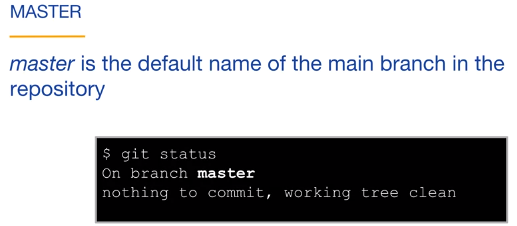 MASTER
master is the default name of the main branch in the
repository
$ git status
On branch master
nothing to commit, working tree clean